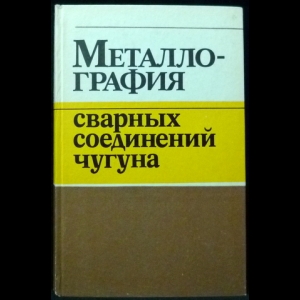 Металло-
графия
сварных
соединений
чугуна